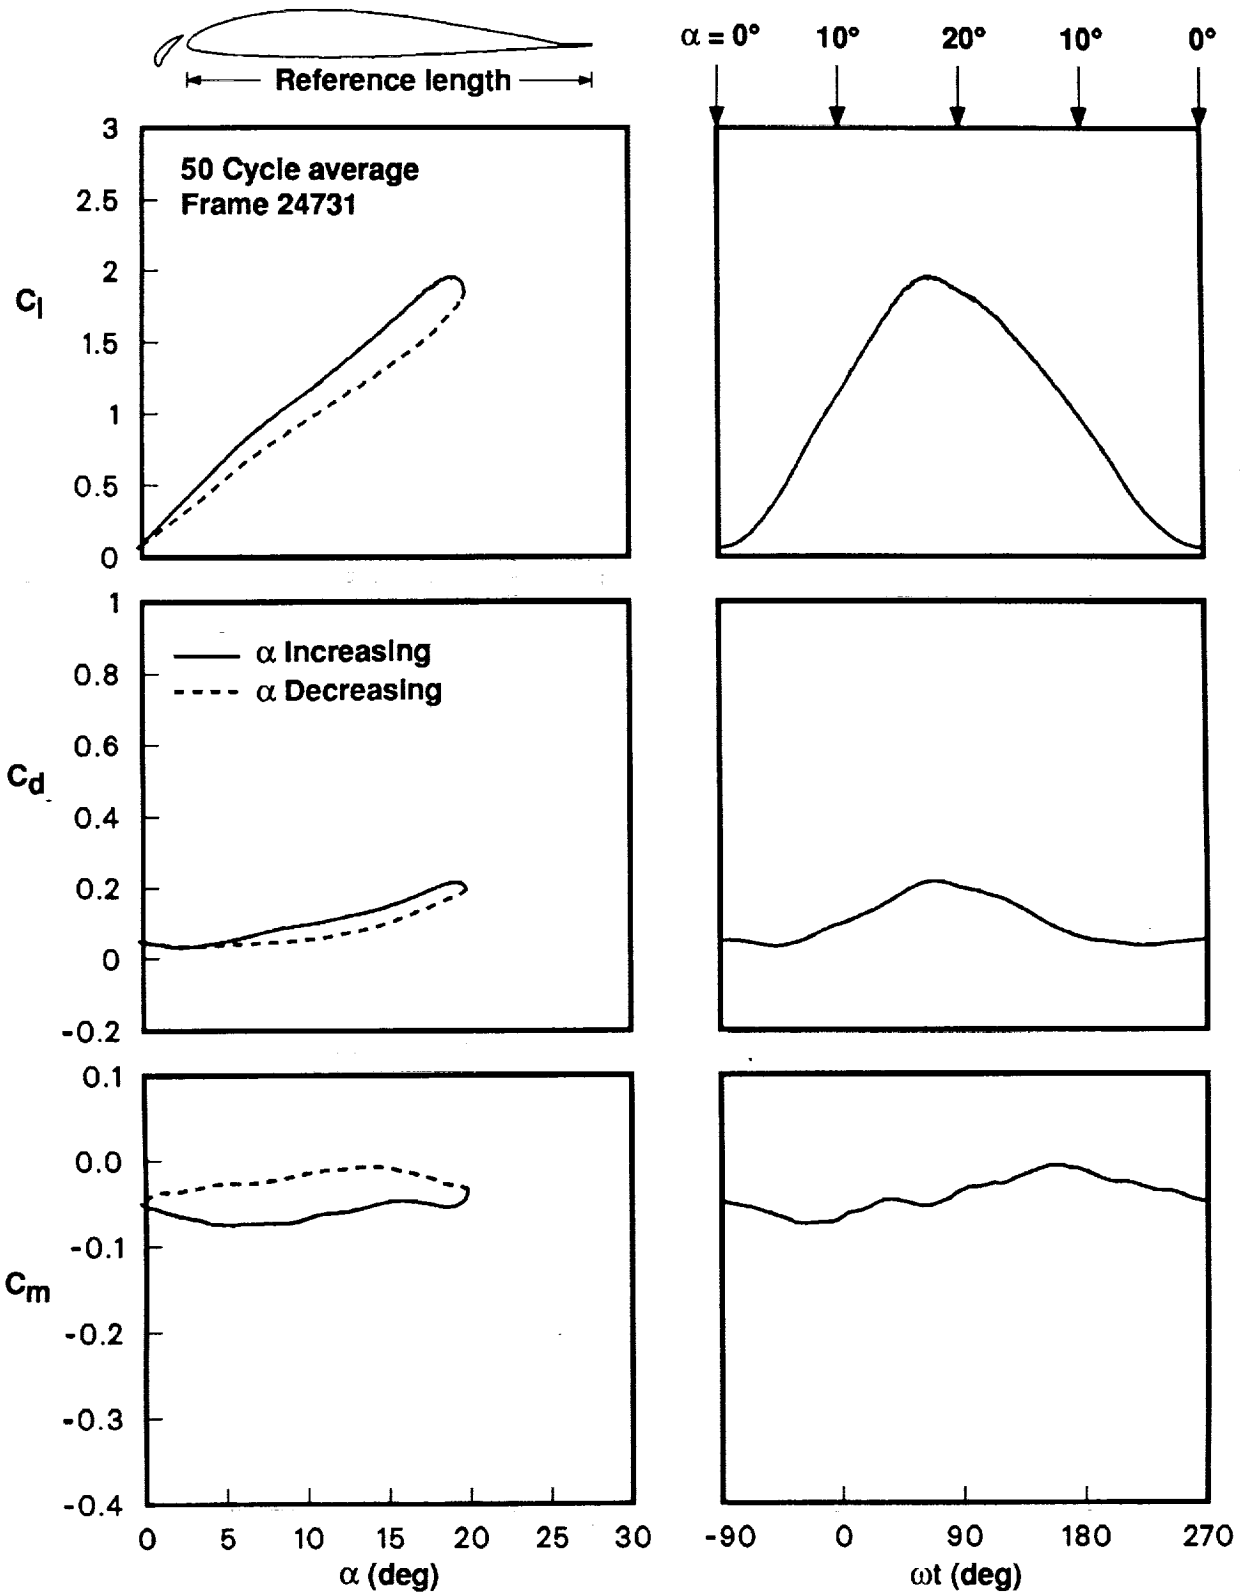 α = 0° 10° 20° 10° 0°
Reference length
50 Cycle average
Frame 24731
3
2.5
2
1.5
1
0.5
0
Cl
α Increasing
α Decreasing
1
0.8
0.6
0.4
0.2
0
-0.2
Cd
0.1
0.0
-0.1
-0.2
-0.3
-0.4
Cm
0 5 10 15 20 25 30
α (deg)
-90 0 90 180 270
ωt (deg)